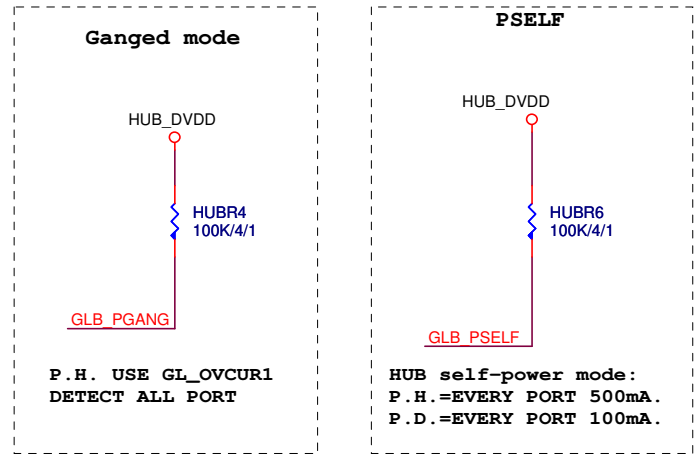 Ganged mode
HUB_DVDD
HUBR4
100K/4/1
GLB_PGANG
P.H. USE GL_OVCUR1
DETECT ALL PORT
PSELF
HUB_DVDD
HUBR6
100K/4/1
GLB_PSELF
HUB self-power mode:
P.H.=EVERY PORT 500mA.
P.D.=EVERY PORT 100mA.